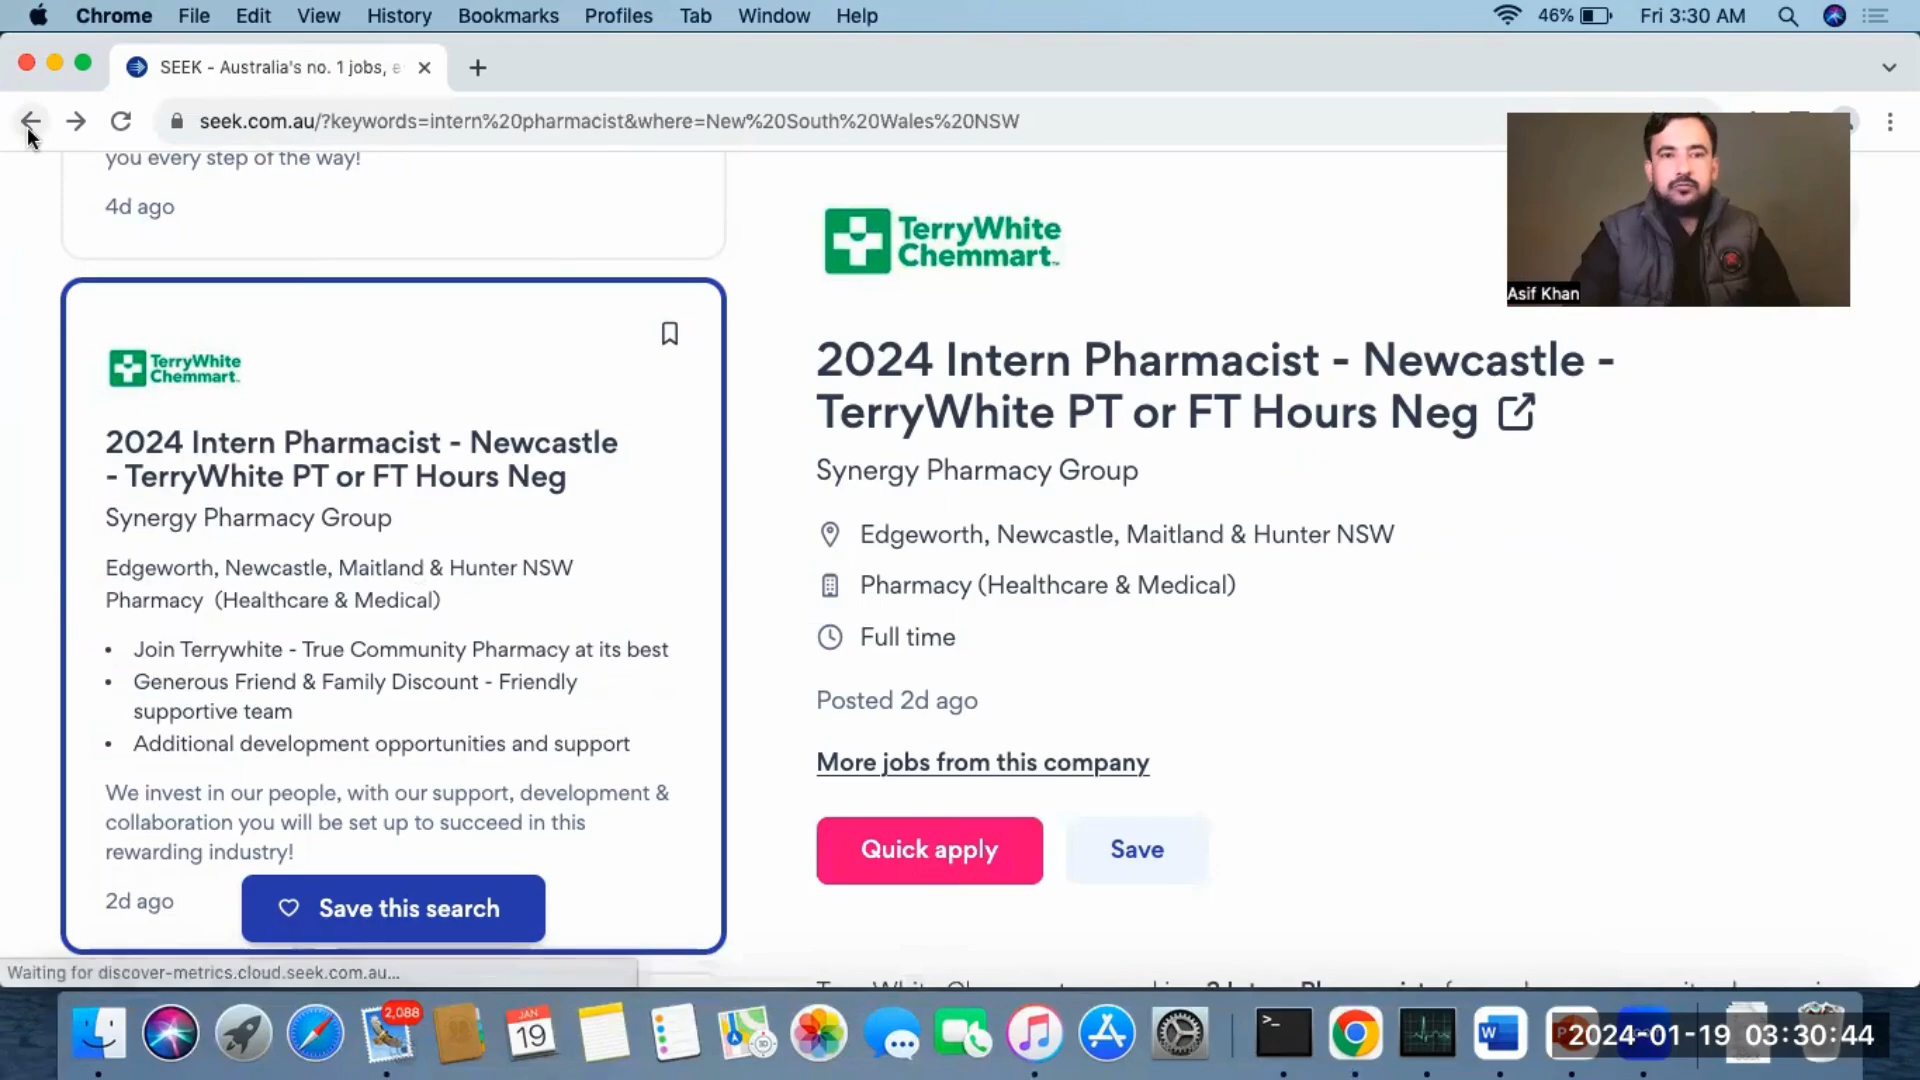 Chrome File Edit View History Bookmarks Profiles Tab Window Help 46% Fri 3:30 AM
SEEK - Australia's no. 1 jobs, e
seek.com.au/?keywords=intern%20pharmacist&where=New%20South%20Wales%20NSW
you every step of the way!
4d ago
TerryWhite
Chemmart
2024 Intern Pharmacist - Newcastle
- TerryWhite PT or FT Hours Neg
Synergy Pharmacy Group
Edgeworth, Newcastle, Maitland & Hunter NSW
Pharmacy (Healthcare & Medical)
• Join Terrywhite - True Community Pharmacy at its best
• Generous Friend & Family Discount - Friendly
supportive team
• Additional development opportunities and support
We invest in our people, with our support, development &
collaboration you will be set up to succeed in this
rewarding industry!
2d ago
Save this search
Waiting for discover-metrics.cloud.seek.com.au...
TerryWhite
Chemmart
Asif Khan
2024 Intern Pharmacist - Newcastle -
TerryWhite PT or FT Hours Neg
Synergy Pharmacy Group
Edgeworth, Newcastle, Maitland & Hunter NSW
Pharmacy (Healthcare & Medical)
Full time
Posted 2d ago
More jobs from this company
Quick apply
Save
2,088
JAN
19
2024-01-19 03:30:44